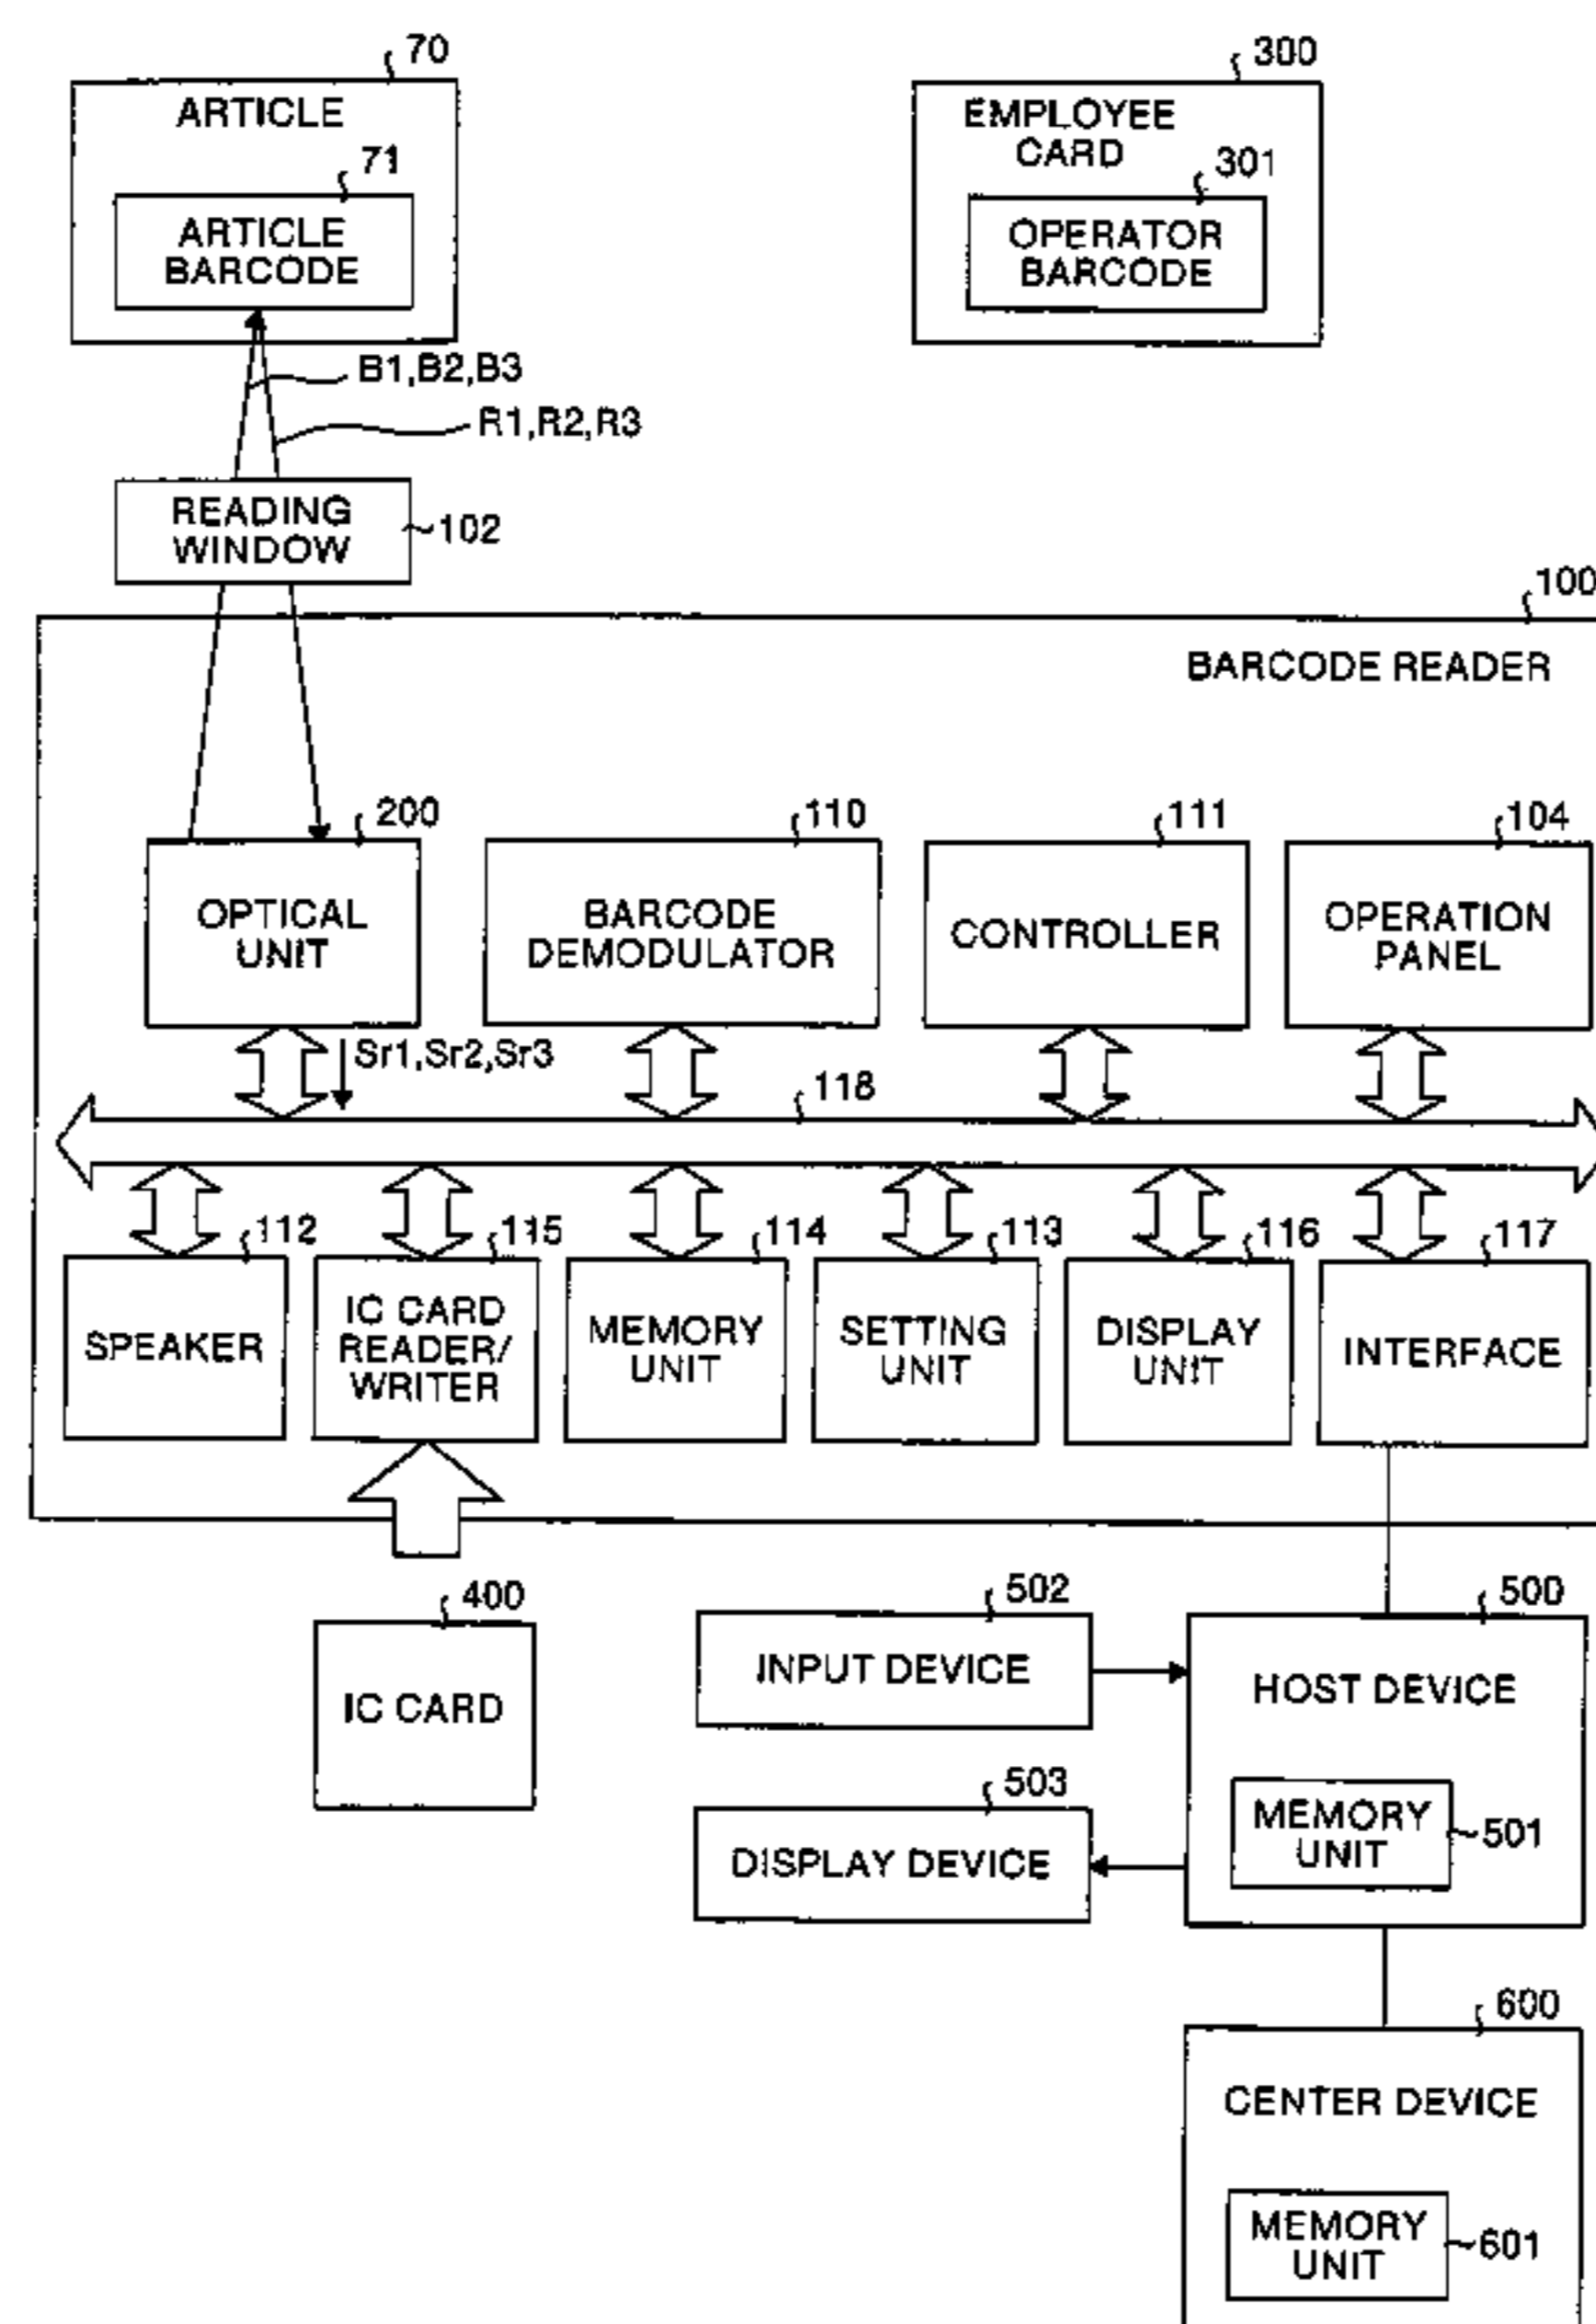 70
300
ARTICLE
EMPLOYEE
CARD
71
301
ARTICLE
BARCODE
OPERATOR
BARCODE
B1,B2,B3
R1,R2,R3
READING
WINDOW
102
100
BARCODE READER
200
110
111
104
OPTICAL
UNIT
BARCODE
DEMODULATOR
CONTROLLER
OPERATION
PANEL
Sr1,Sr2,Sr3
118
112
115
114
113
116
117
SPEAKER
IC CARD
READER/
WRITER
MEMORY
UNIT
SETTING
UNIT
DISPLAY
UNIT
INTERFACE
400
502
500
IC CARD
INPUT DEVICE
HOST DEVICE
503
DISPLAY DEVICE
MEMORY
UNIT
501
600
CENTER DEVICE
MEMORY
UNIT
601